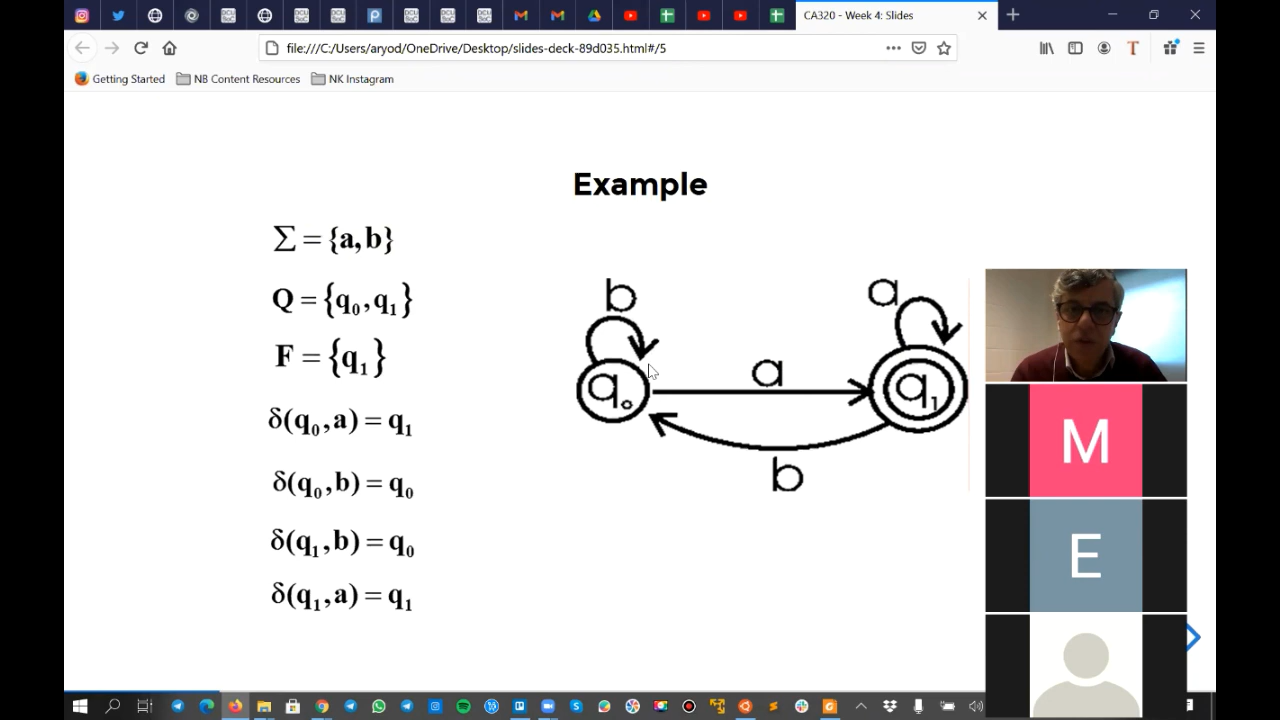 CA320 - Week 4: Slides
file:///C:/Users/aryod/OneDrive/Desktop/slides-deck-89d035.html#/5
Getting Started NB Content Resources NK Instagram
Example
Σ = {a, b}
Q = {q₀, q₁}
F = {q₁}
δ(q₀, a) = q₁
δ(q₀, b) = q₀
δ(q₁, b) = q₀
δ(q₁, a) = q₁
b
a
a
q₀
q₁
b
M
E